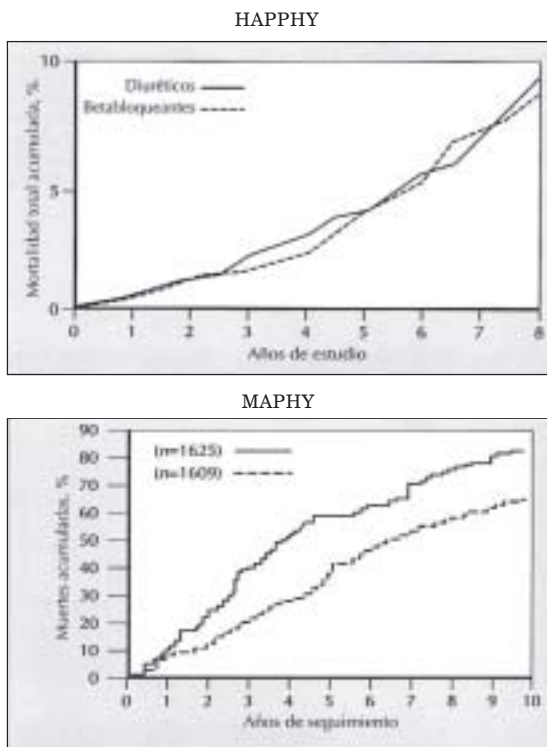 HAPPHY
Mortalidad total acumulada, %
10
5
0
Diuréticos
Betabloqueantes
0 1 2 3 4 5 6 7 8
Años de estudio
MAPHY
Muertes acumuladas, %
90
80
70
60
50
40
30
20
10
0
(n=1625)
(n=1609)
0 1 2 3 4 5 6 7 8 9 10
Años de seguimiento